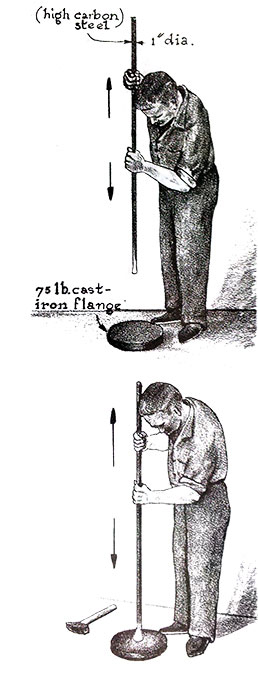 (high carbon)
steel
1" dia.
75 lb. cast-
iron flange